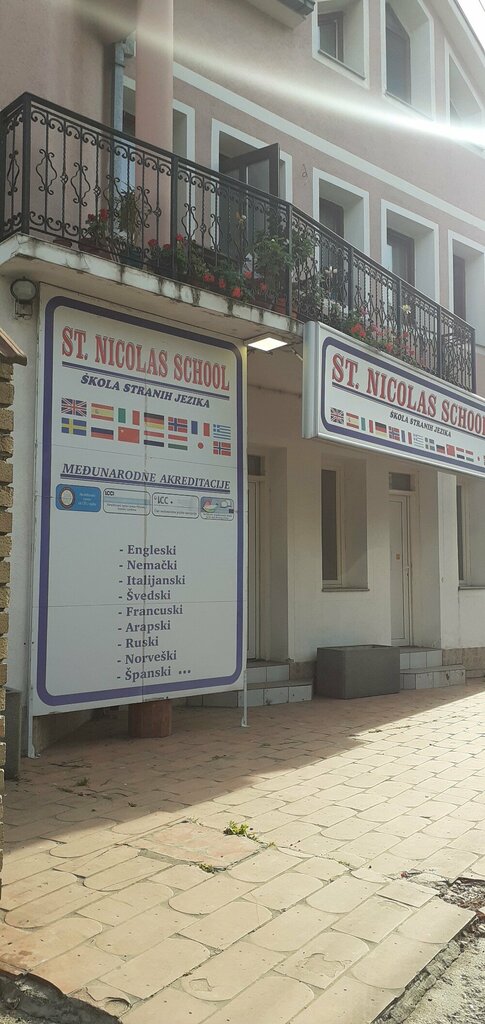 ST. NICOLAS SCHOOL
ŠKOLA STRANIH JEZIKA
MEĐUNARODNE AKREDITACIJE
ICC
- Engleski
- Nemački
- Italijanski
- Švedski
- Francuski
- Arapski
- Ruski
- Norveški
- Španski ...
ST. NICOLAS SCHOOL
ŠKOLA STRANIH JEZIKA